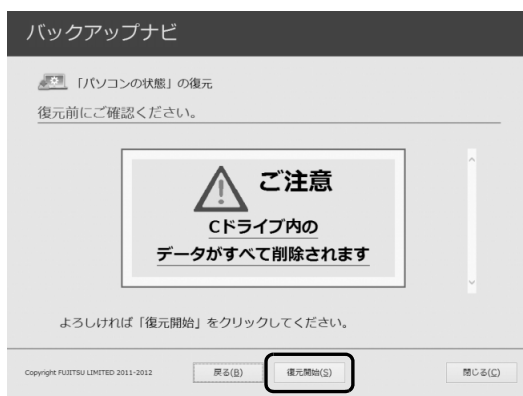 バックアップナビ
「パソコンの状態」の復元
復元前にご確認ください。
ご注意
Cドライブ内の
データがすべて削除されます
よろしければ「復元開始」をクリックしてください。
Copyright FUJITSU LIMITED 2011-2012
戻る(B)
復元開始(S)
閉じる(C)